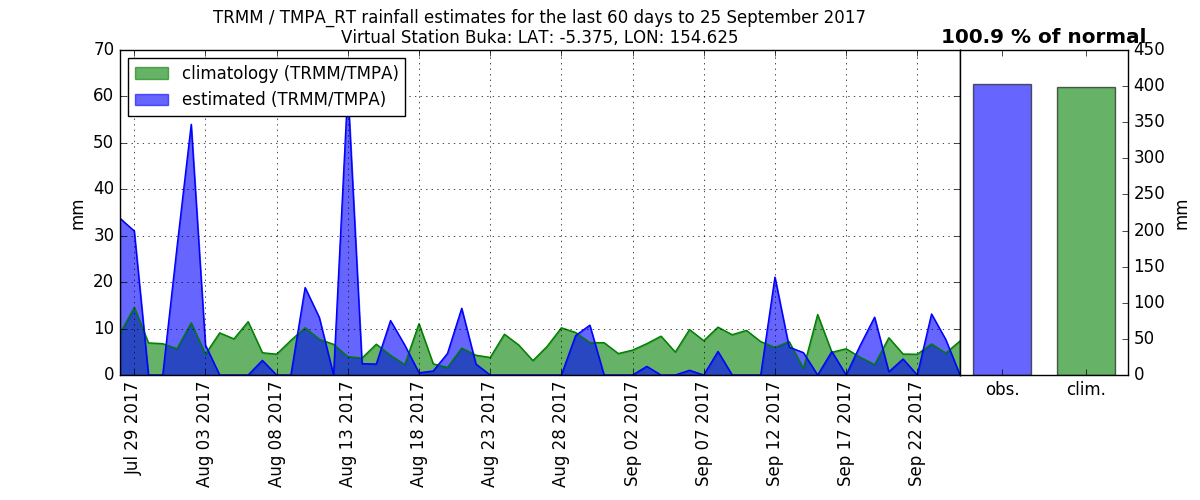 TRMM / TMPA_RT rainfall estimates for the last 60 days to 25 September 2017
Virtual Station Buka: LAT: -5.375, LON: 154.625
100.9 % of normal
climatology (TRMM/TMPA)
estimated (TRMM/TMPA)
70
60
50
40
30
20
10
0
mm
Jul 29 2017
Aug 03 2017
Aug 08 2017
Aug 13 2017
Aug 18 2017
Aug 23 2017
Aug 28 2017
Sep 02 2017
Sep 07 2017
Sep 12 2017
Sep 17 2017
Sep 22 2017
obs.
clim.
450
400
350
300
250
200
150
100
50
0
mm